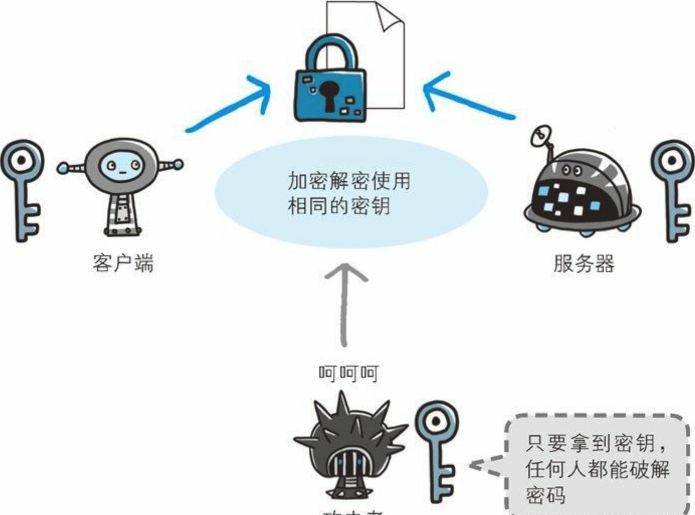 加密解密使用
相同的密钥
客户端
服务器
呵呵呵
只要拿到密钥，
任何人都能破解
密码